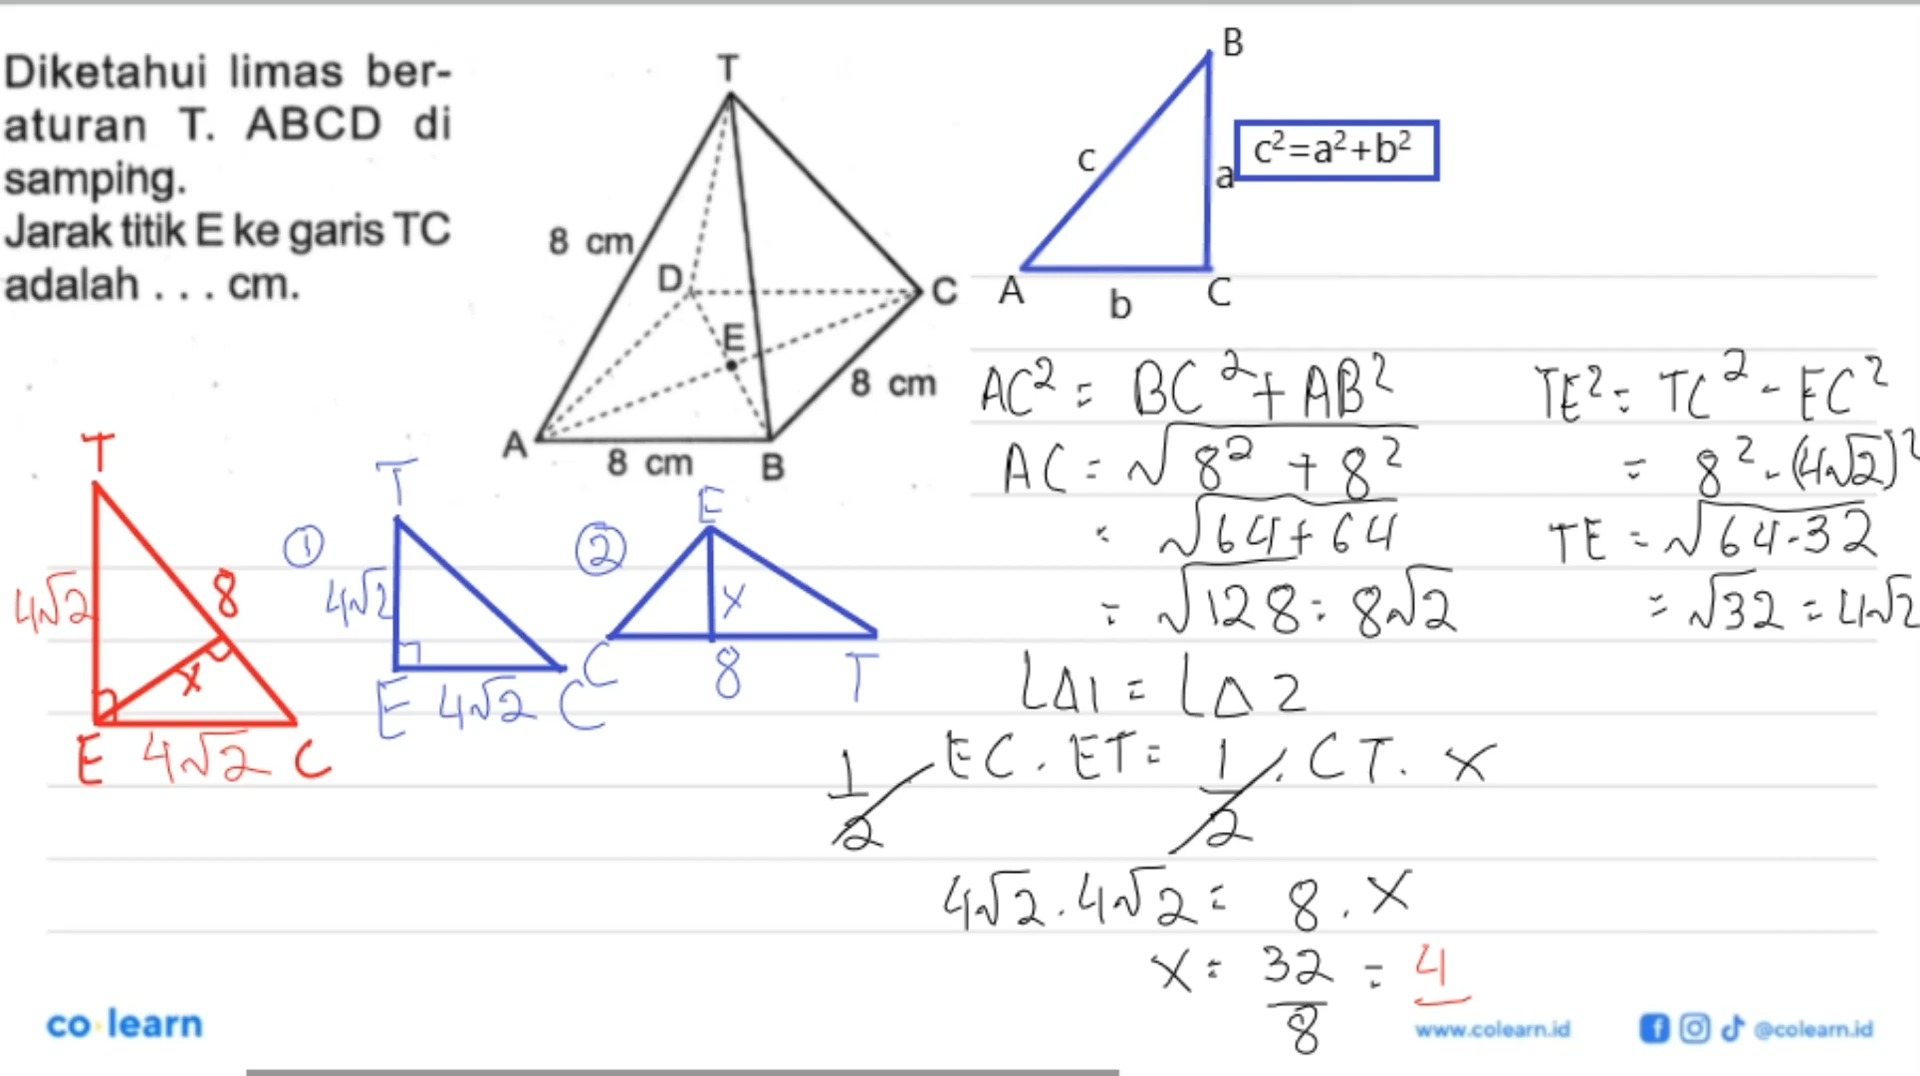 Diketahui limas ber-
aturan T. ABCD di
samping.
Jarak titik E ke garis TC
adalah . . . cm.
T
8 cm
D
C
E
8 cm
A
8 cm
B
B
c
a
c²=a²+b²
A
b
C
T
4√2
8
x
E 4√2 C
①
T
4√2
E 4√2 C
②
E
x
C 8 T
AC² = BC² + AB²
AC = √8² + 8²
= √64 + 64
= √128 = 8√2
TE² = TC² - EC²
= 8² - (4√2)²
TE = √64 - 32
= √32 = 4√2
L△1 = L△2
1/2 EC . ET = 1/2 . CT . x
4√2 . 4√2 = 8 . x
x = 32/8 = 4
co·learn
www.colearn.id
@colearn.id